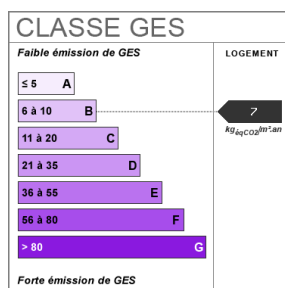 CLASSE GES
Faible émission de GES
LOGEMENT
≤ 5 A
6 à 10 B
7
kgéqCO2/m².an
11 à 20 C
21 à 35 D
36 à 55 E
56 à 80 F
> 80 G
Forte émission de GES